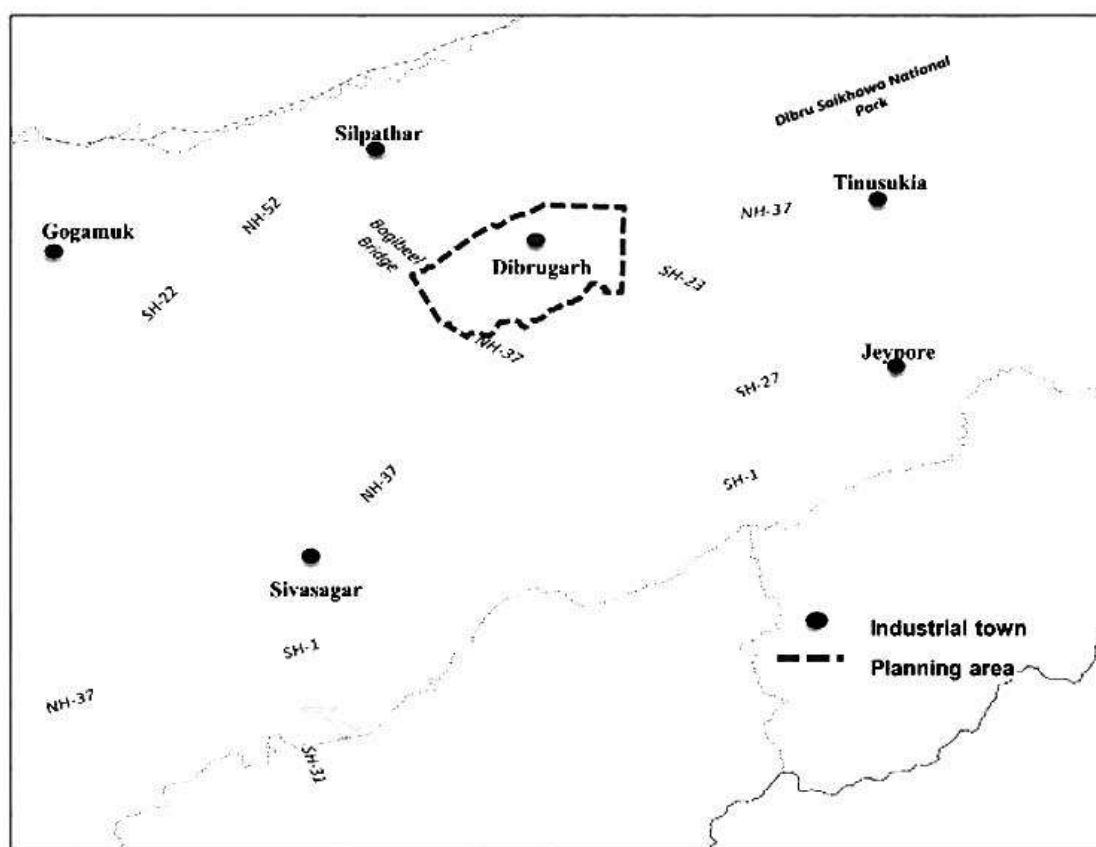 Dibru Saikhowa National
Park
Silpathar
Tinusukia
NH-37
NH-52
Gogamuk
Bogibeel
Bridge
Dibrugarh
SH-23
SH-22
NH-37
Jeypore
SH-27
SH-1
NH-37
Sivasagar
Industrial town
SH-1
Planning area
NH-37
SH-31